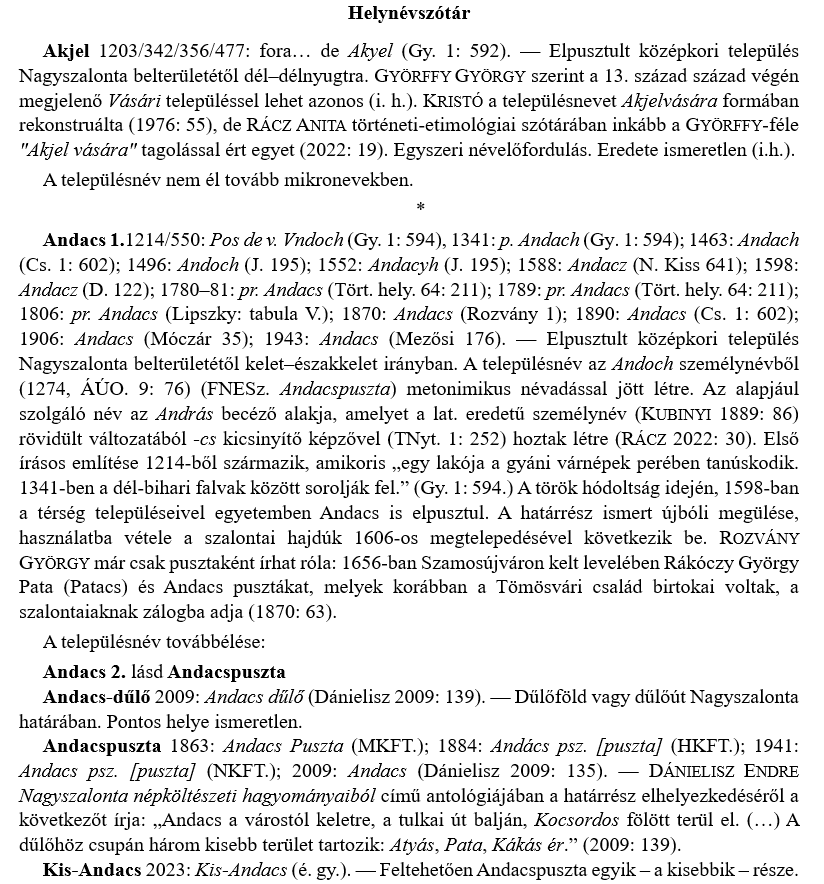 Helynévszótár
Akjel 1203/342/356/477: fora… de Akyel (Gy. 1: 592). — Elpusztult középkori település
Nagyszalonta belterületétől dél–délnyugtra. GYÖRFFY GYÖRGY szerint a 13. század század végén
megjelenő Vásári településsel lehet azonos (i. h.). KRISTÓ a településnevet Akjelvására formában
rekonstruálta (1976: 55), de RÁCZ ANITA történeti-etimológiai szótárában inkább a GYÖRFFY-féle
"Akjel vására" tagolással ért egyet (2022: 19). Egyszeri névelőfordulás. Eredete ismeretlen (i.h.).
A településnév nem él tovább mikronevekben.
*
Andacs 1.1214/550: Pos de v. Vndoch (Gy. 1: 594), 1341: p. Andach (Gy. 1: 594); 1463: Andach
(Cs. 1: 602); 1496: Andoch (J. 195); 1552: Andacyh (J. 195); 1588: Andacz (N. Kiss 641); 1598:
Andacz (D. 122); 1780–81: pr. Andacs (Tört. hely. 64: 211); 1789: pr. Andacs (Tört. hely. 64: 211);
1806: pr. Andacs (Lipszky: tabula V.); 1870: Andacs (Rozvány 1); 1890: Andacs (Cs. 1: 602);
1906: Andacs (Móczár 35); 1943: Andacs (Mezősi 176). — Elpusztult középkori település
Nagyszalonta belterületétől kelet–északkelet irányban. A településnév az Andoch személynévből
(1274, ÁÚO. 9: 76) (FNESz. Andacspuszta) metonimikus névadással jött létre. Az alapjául
szolgáló név az András becéző alakja, amelyet a lat. eredetű személynév (KUBINYI 1889: 86)
rövidült változatából -cs kicsinyítő képzővel (TNyt. 1: 252) hoztak létre (RÁCZ 2022: 30). Első
írásos említése 1214-ből származik, amikoris „egy lakója a gyáni várnépek perében tanúskodik.
1341-ben a dél-bihari falvak között sorolják fel.” (Gy. 1: 594.) A török hódoltság idején, 1598-ban
a térség településeivel egyetemben Andacs is elpusztul. A határrész ismert újbóli megülése,
használatba vétele a szalontai hajdúk 1606-os megtelepedésével következik be. ROZVÁNY
GYÖRGY már csak pusztaként írhat róla: 1656-ban Szamosújváron kelt levelében Rákóczy György
Pata (Patacs) és Andacs pusztákat, melyek korábban a Tömösvári család birtokai voltak, a
szalontaiaknak zálogba adja (1870: 63).
A településnév továbbélése:
Andacs 2. lásd Andacspuszta
Andacs-dűlő 2009: Andacs dűlő (Dánielisz 2009: 139). — Dűlőföld vagy dűlőút Nagyszalonta
határában. Pontos helye ismeretlen.
Andacspuszta 1863: Andacs Puszta (MKFT.); 1884: Andács psz. [puszta] (HKFT.); 1941:
Andacs psz. [puszta] (NKFT.); 2009: Andacs (Dánielisz 2009: 135). — DÁNIELISZ ENDRE
Nagyszalonta népköltészeti hagyományaiból című antológiájában a határrész elhelyezkedéséről a
következőt írja: „Andacs a várostól keletre, a tulkai út balján, Kocsordos fölött terül el. (…) A
dűlőhöz csupán három kisebb terület tartozik: Atyás, Pata, Kákás ér.” (2009: 139).
Kis-Andacs 2023: Kis-Andacs (é. gy.). — Feltehetően Andacspuszta egyik – a kisebbik – része.